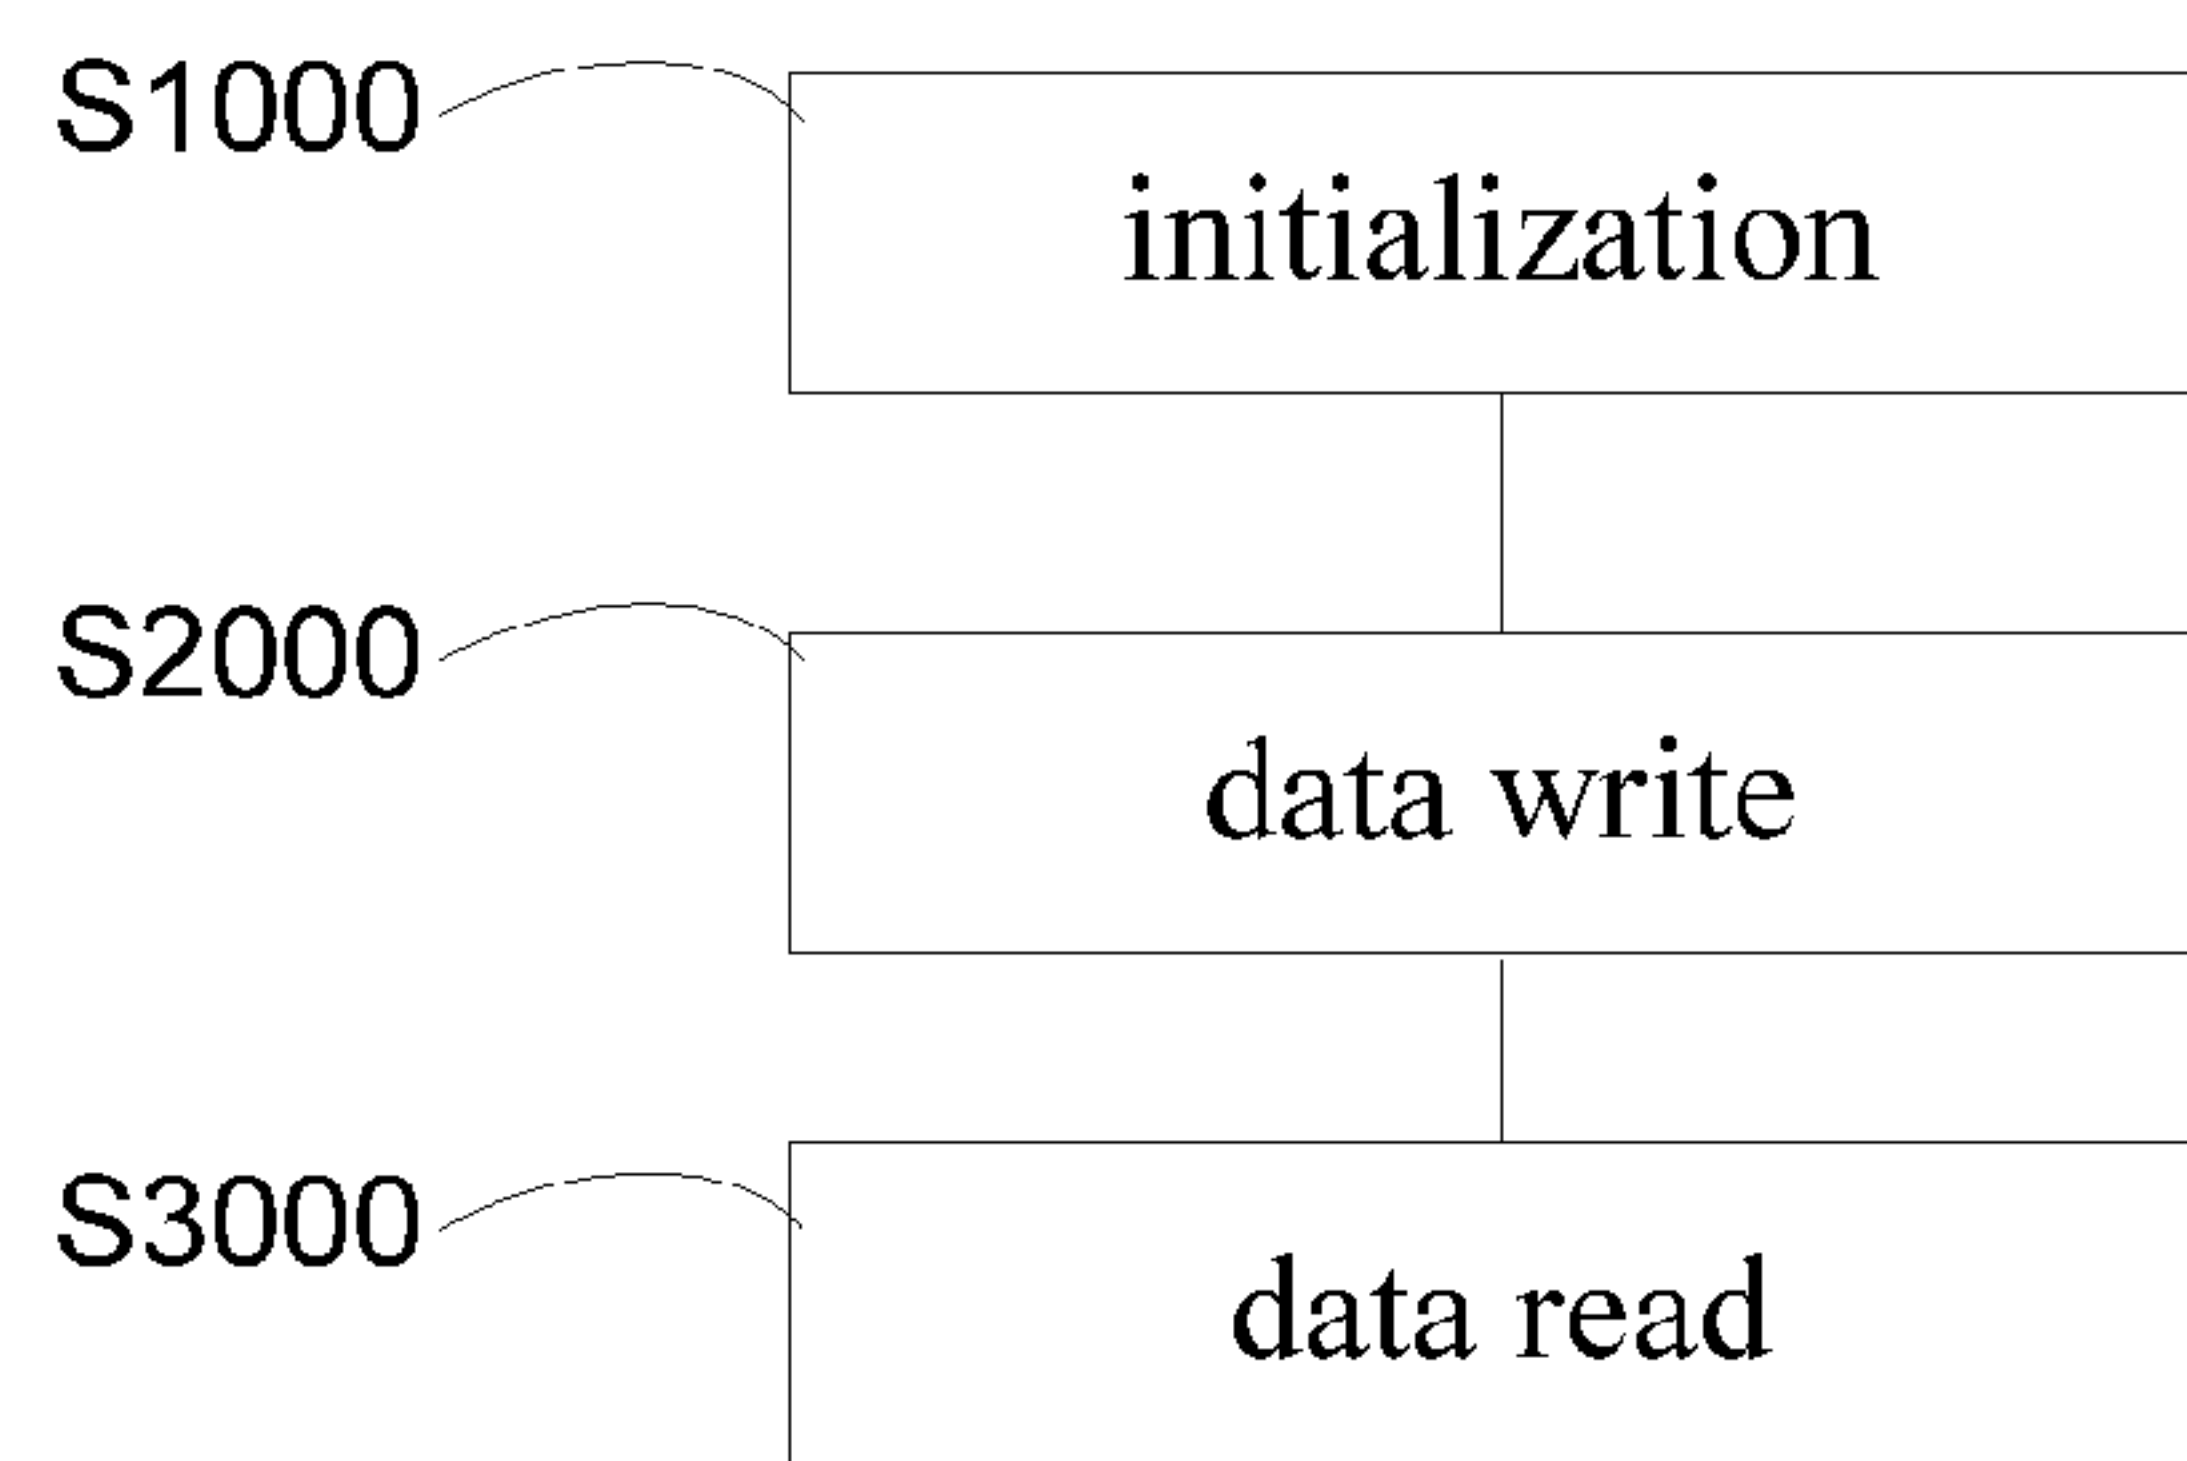 S1000
initialization
S2000
data write
S3000
data read